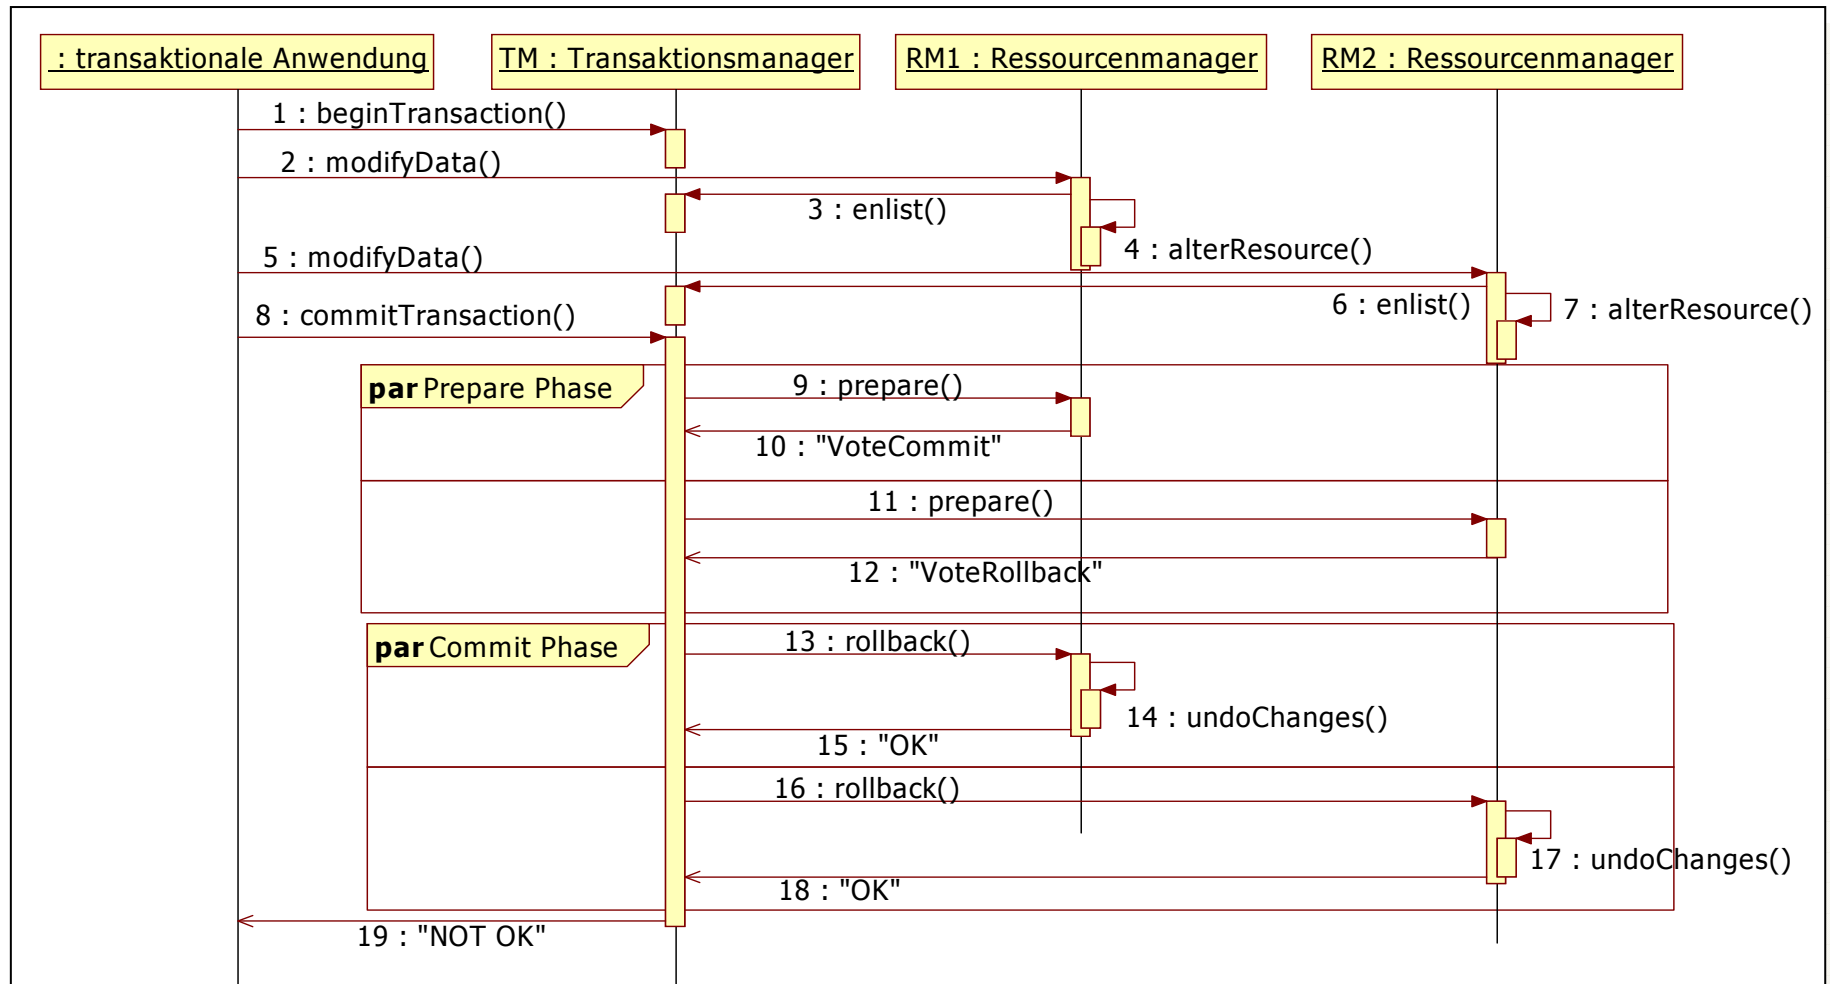 : transaktionale Anwendung
TM : Transaktionsmanager
RM1 : Ressourcenmanager
RM2 : Ressourcenmanager
1 : beginTransaction()
2 : modifyData()
3 : enlist()
4 : alterResource()
5 : modifyData()
6 : enlist()
7 : alterResource()
8 : commitTransaction()
par Prepare Phase
9 : prepare()
10 : "VoteCommit"
11 : prepare()
12 : "VoteRollback"
par Commit Phase
13 : rollback()
14 : undoChanges()
15 : "OK"
16 : rollback()
17 : undoChanges()
18 : "OK"
19 : "NOT OK"